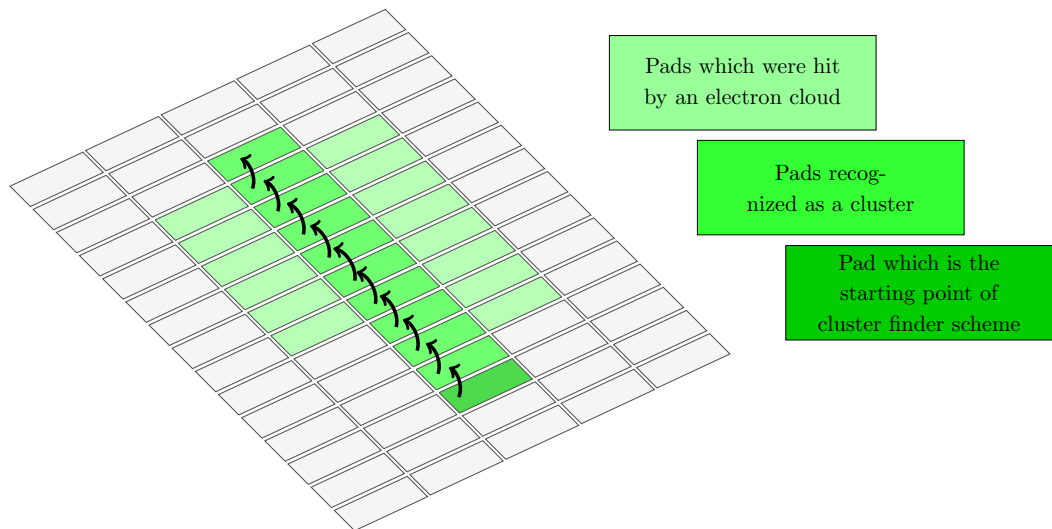 Pads which were hit
by an electron cloud
Pads recog-
nized as a cluster
Pad which is the
starting point of
cluster finder scheme